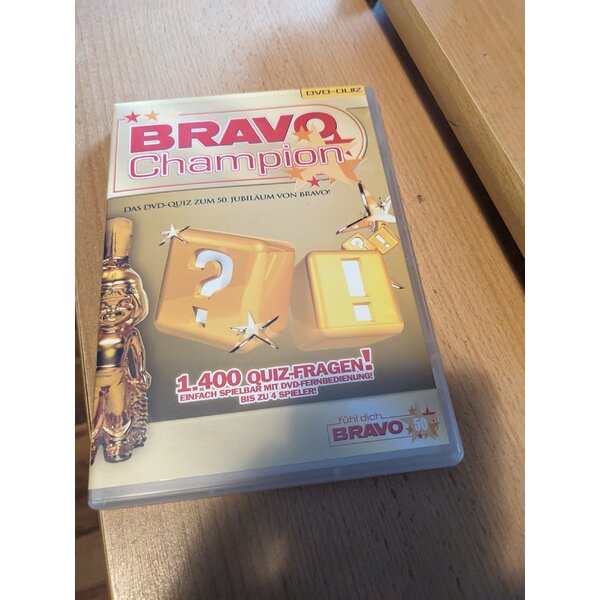 DVD-QUIZ
BRAVO
Champion
DAS DVD-QUIZ ZUM 50. JUBILÄUM VON BRAVO!
?
!
?!
1.400 QUIZ-FRAGEN!
EINFACH SPIELBAR MIT DVD-FERNBEDIENUNG!
BIS ZU 4 SPIELER!
...fühl dich
BRAVO 50